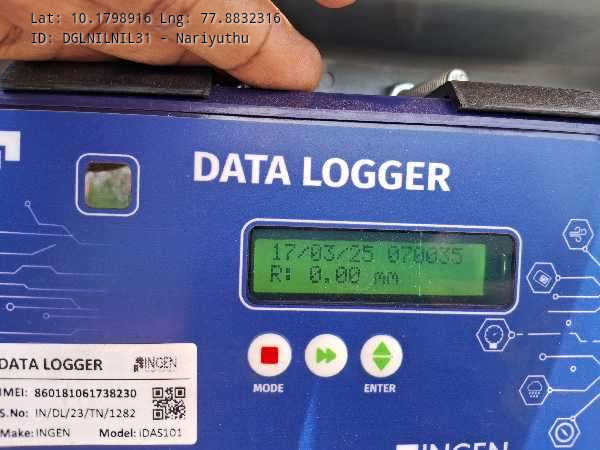 Lat: 10.1798916 Lng: 77.8832316
ID: DGLNILNIL31 - Nariyuthu
DATA LOGGER
17/03/25 070035
R: 0.00 mm
MODE
ENTER
DATA LOGGER
INGEN
IMEI: 860181061738230
S.No: IN/DL/23/TN/1282
Make: INGEN Model: iDAS101
INGEN